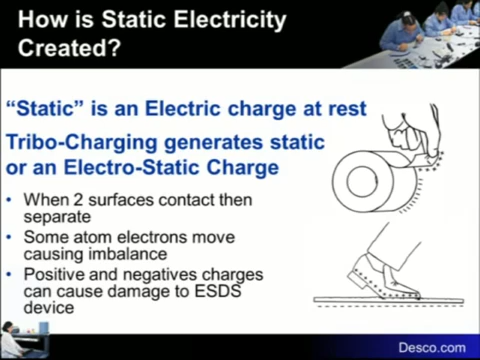 How is Static Electricity
Created?
“Static” is an Electric charge at rest
Tribo-Charging generates static
or an Electro-Static Charge
• When 2 surfaces contact then
separate
• Some atom electrons move
causing imbalance
• Positive and negatives charges
can cause damage to ESDS
device
Desco.com